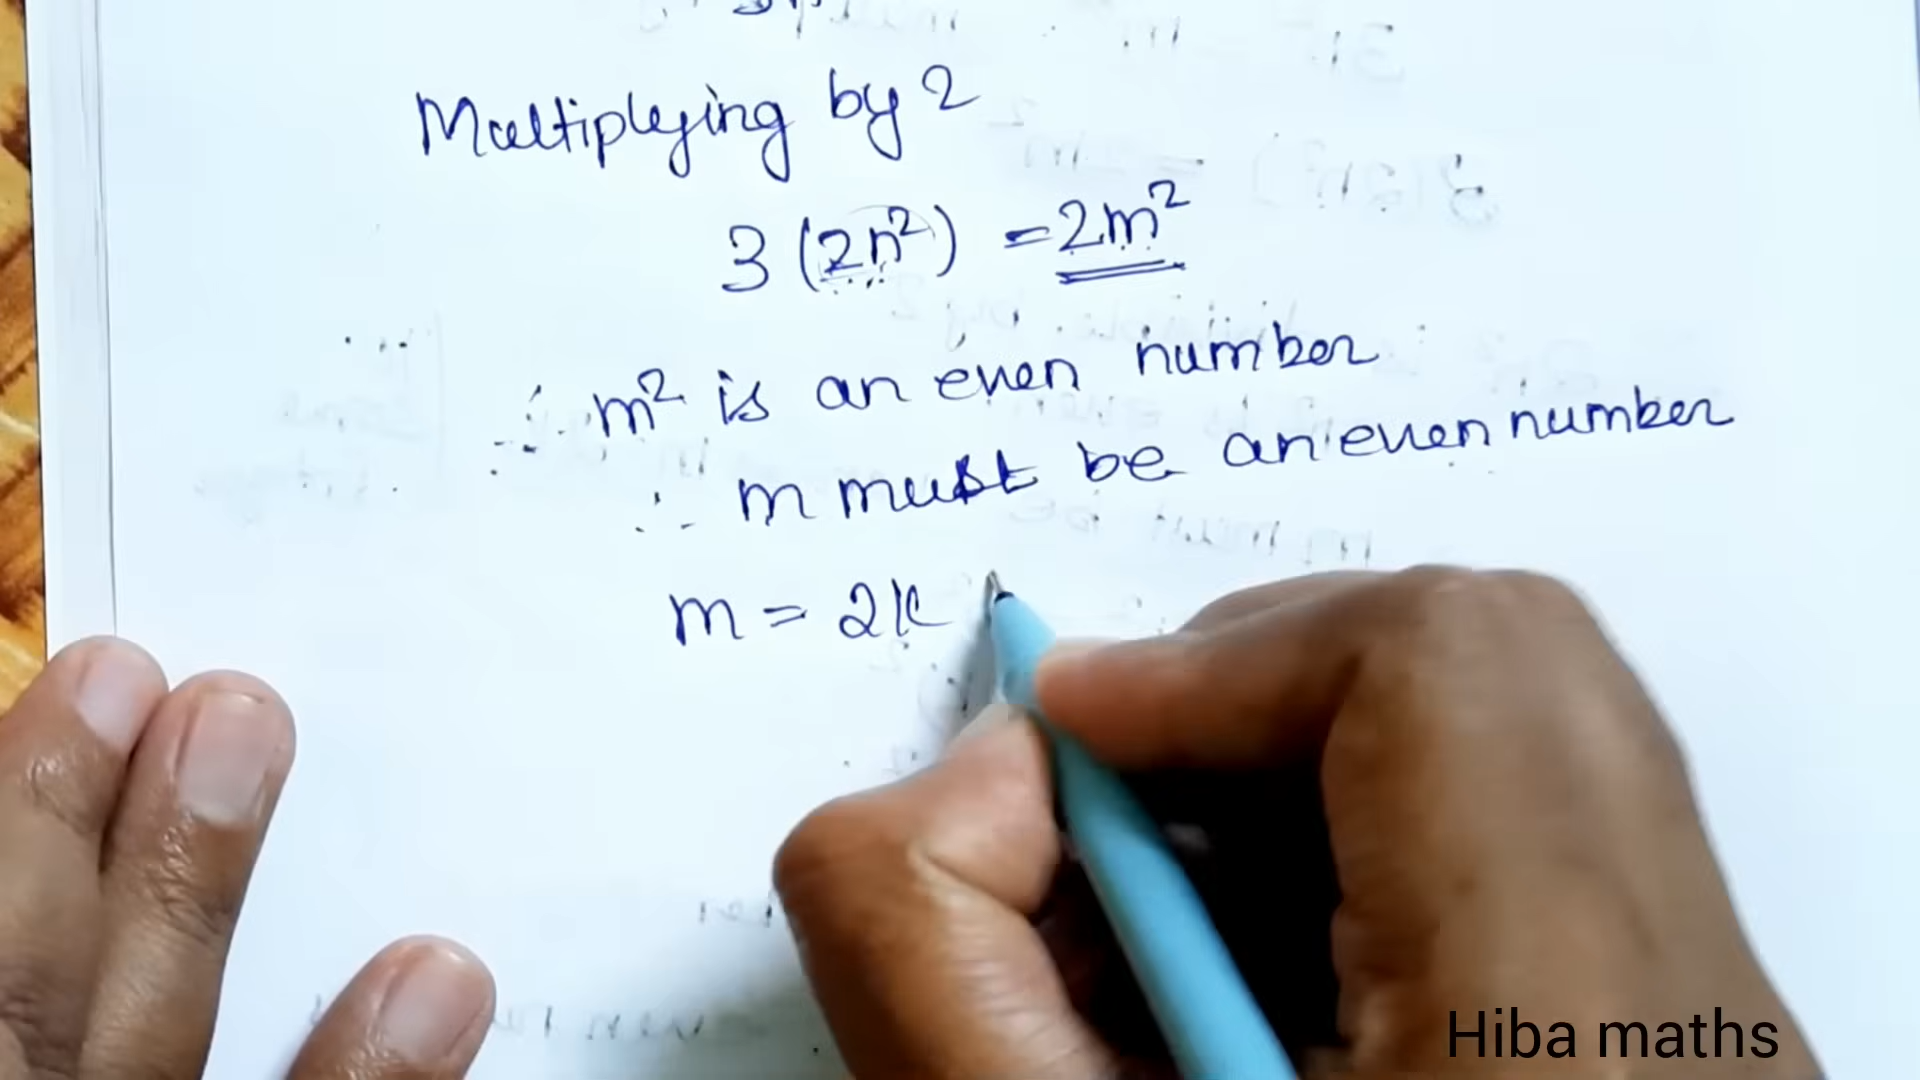 Multiplying by 2
3 (2n²) = 2m²
∴ m² is an even number
∴ m must be an even number
m = 2k
Hiba maths